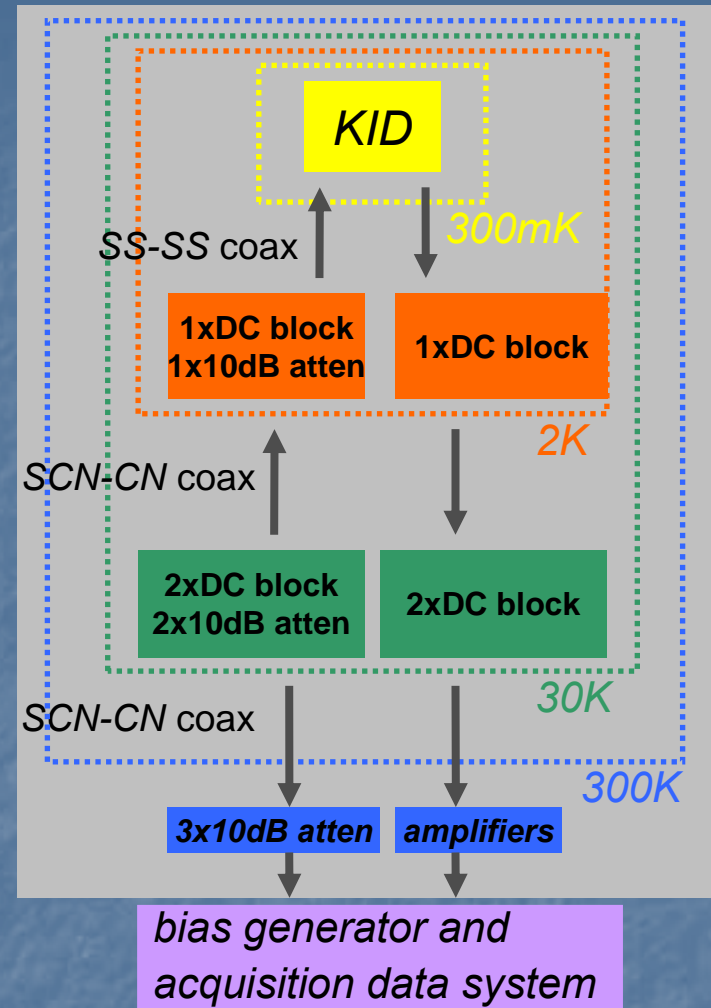 KID
300mK
SS-SS coax
1xDC block
1x10dB atten
1xDC block
2K
SCN-CN coax
2xDC block
2x10dB atten
2xDC block
30K
SCN-CN coax
300K
3x10dB atten
amplifiers
bias generator and
acquisition data system